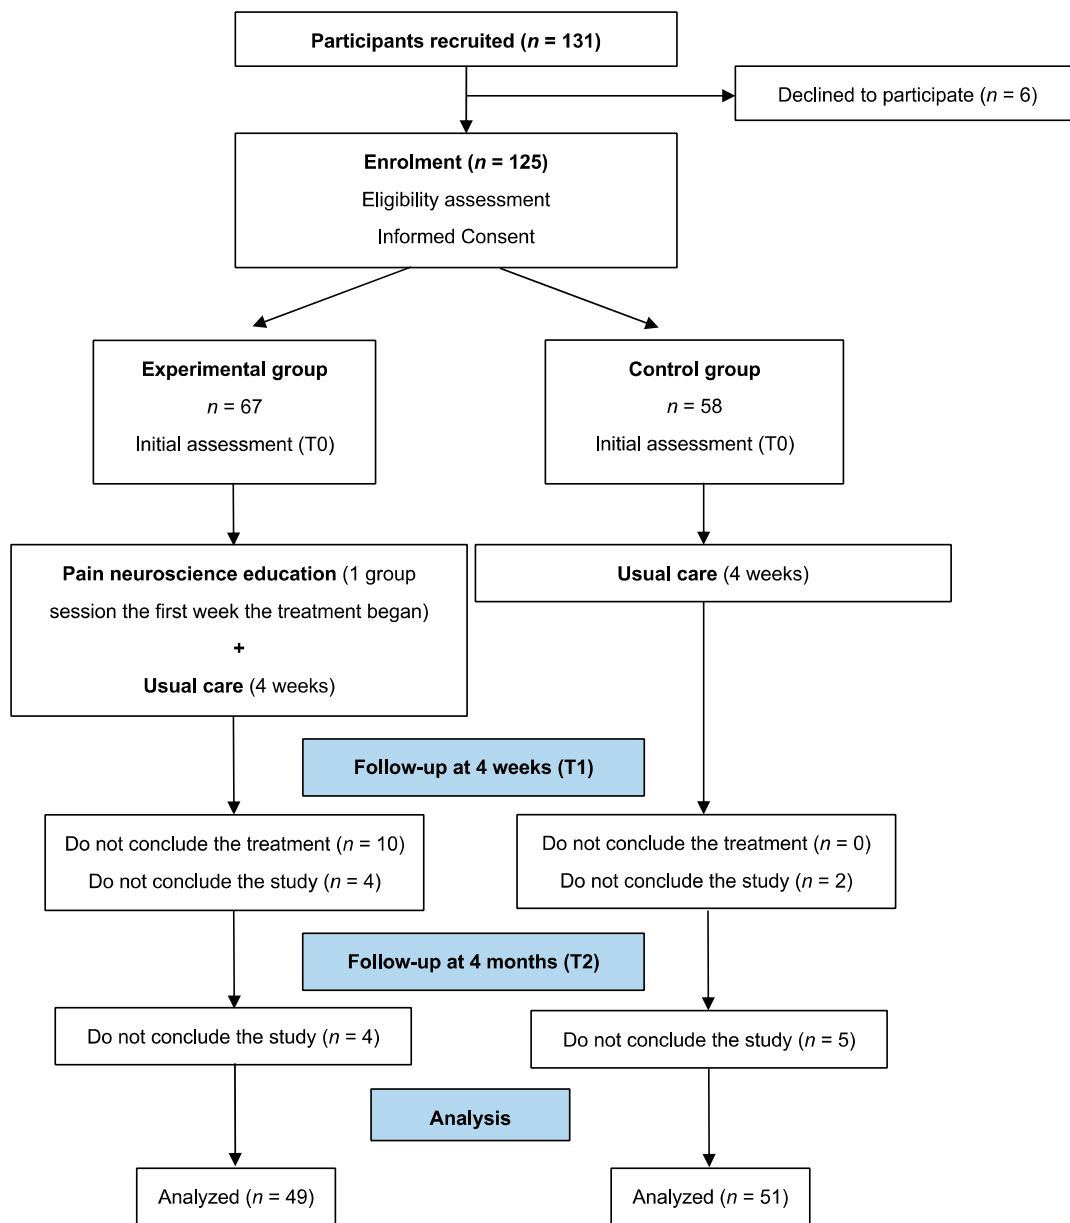 Participants recruited (n = 131)
Declined to participate (n = 6)
Enrolment (n = 125)
Eligibility assessment
Informed Consent
Experimental group
n = 67
Initial assessment (T0)
Control group
n = 58
Initial assessment (T0)
Pain neuroscience education (1 group
session the first week the treatment began)
+
Usual care (4 weeks)
Usual care (4 weeks)
Follow-up at 4 weeks (T1)
Do not conclude the treatment (n = 10)
Do not conclude the study (n = 4)
Do not conclude the treatment (n = 0)
Do not conclude the study (n = 2)
Follow-up at 4 months (T2)
Do not conclude the study (n = 4)
Do not conclude the study (n = 5)
Analysis
Analyzed (n = 49)
Analyzed (n = 51)